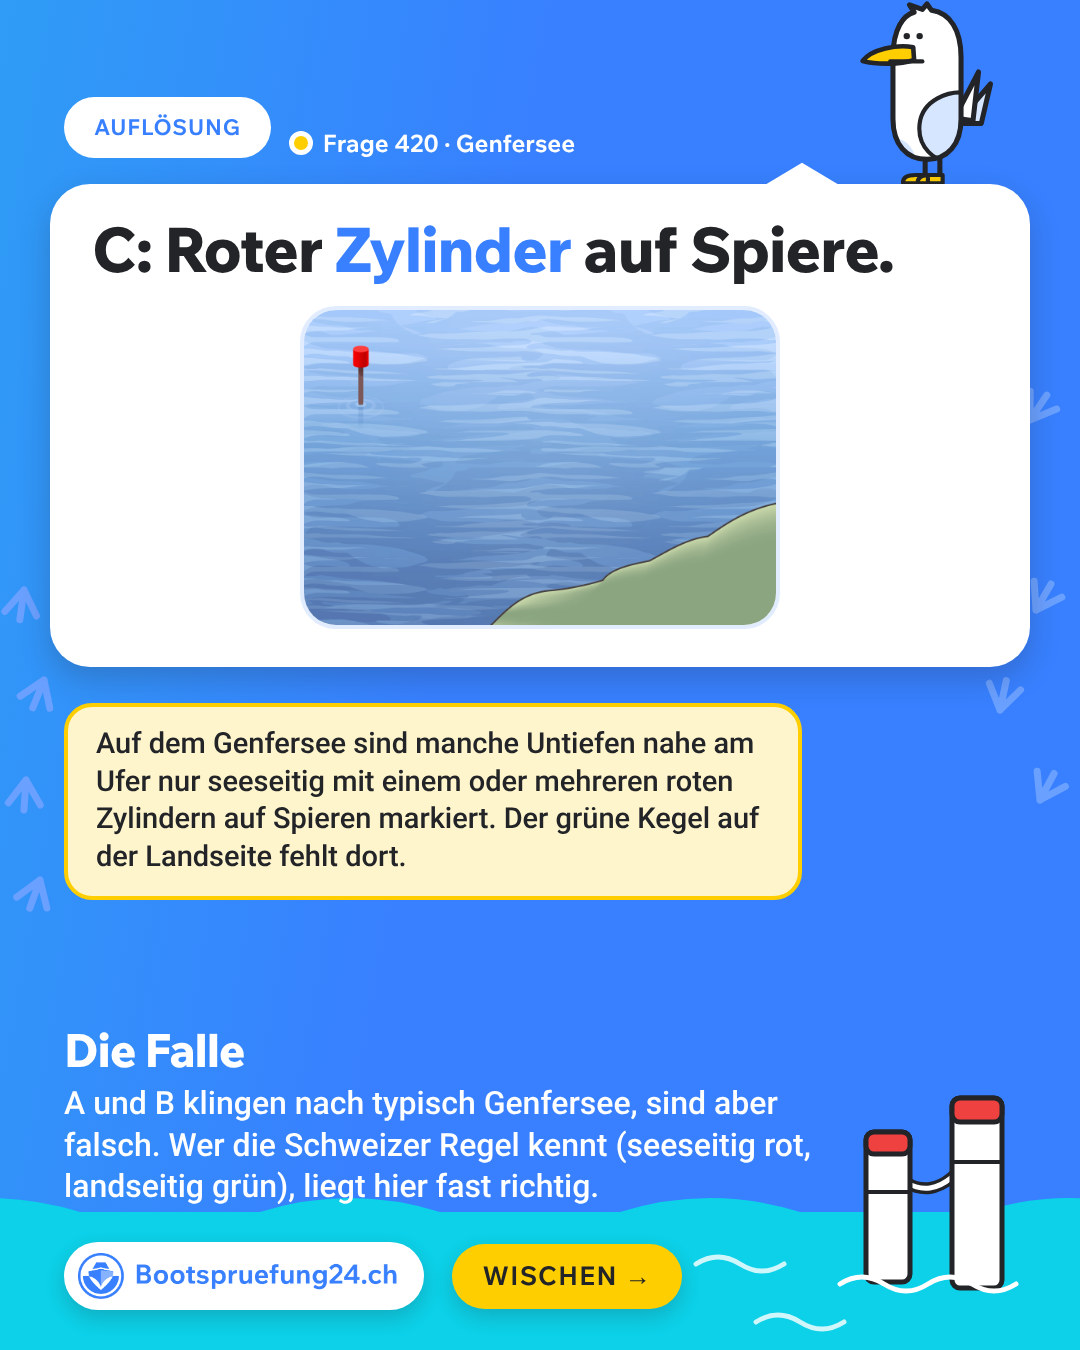 AUFLÖSUNG
Frage 420 · Genfersee
C: Roter Zylinder auf Spiere.
Auf dem Genfersee sind manche Untiefen nahe am
Ufer nur seeseitig mit einem oder mehreren roten
Zylindern auf Spieren markiert. Der grüne Kegel auf
der Landseite fehlt dort.
Die Falle
A und B klingen nach typisch Genfersee, sind aber
falsch. Wer die Schweizer Regel kennt (seeseitig rot,
landseitig grün), liegt hier fast richtig.
Bootspruefung24.ch
WISCHEN →